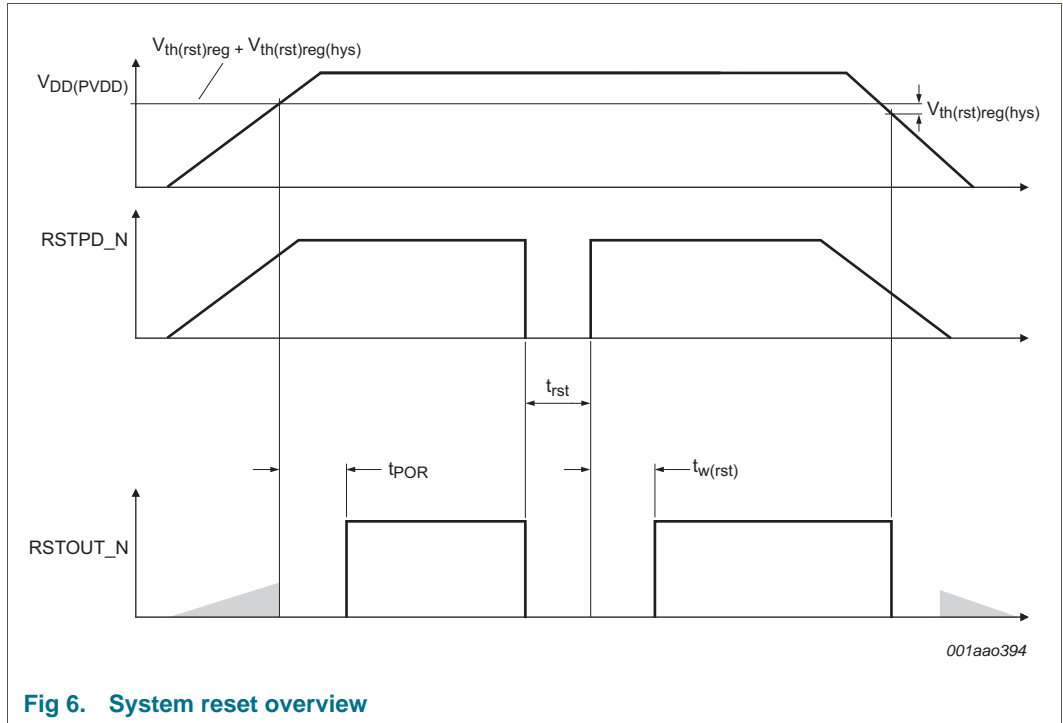 Vth(rst)reg + Vth(rst)reg(hys)
VDD(PVDD)
Vth(rst)reg(hys)
RSTPD_N
trst
tPOR
tw(rst)
RSTOUT_N
001aao394
Fig 6. System reset overview